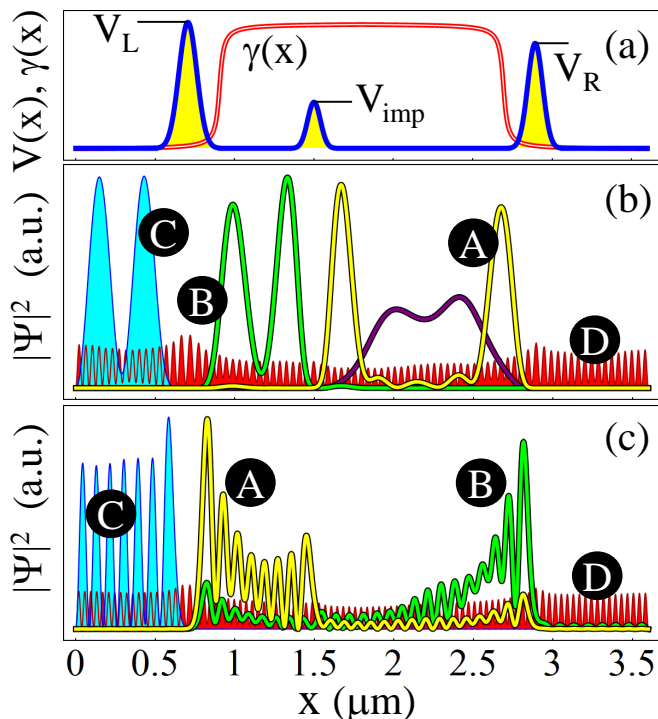 V(x), γ(x)
V_L
γ(x)
V_imp
V_R
(a)
|Ψ|² (a.u.)
C
B
A
D
(b)
|Ψ|² (a.u.)
C
A
B
D
(c)
0 0.5 1 1.5 2 2.5 3 3.5
x (μm)